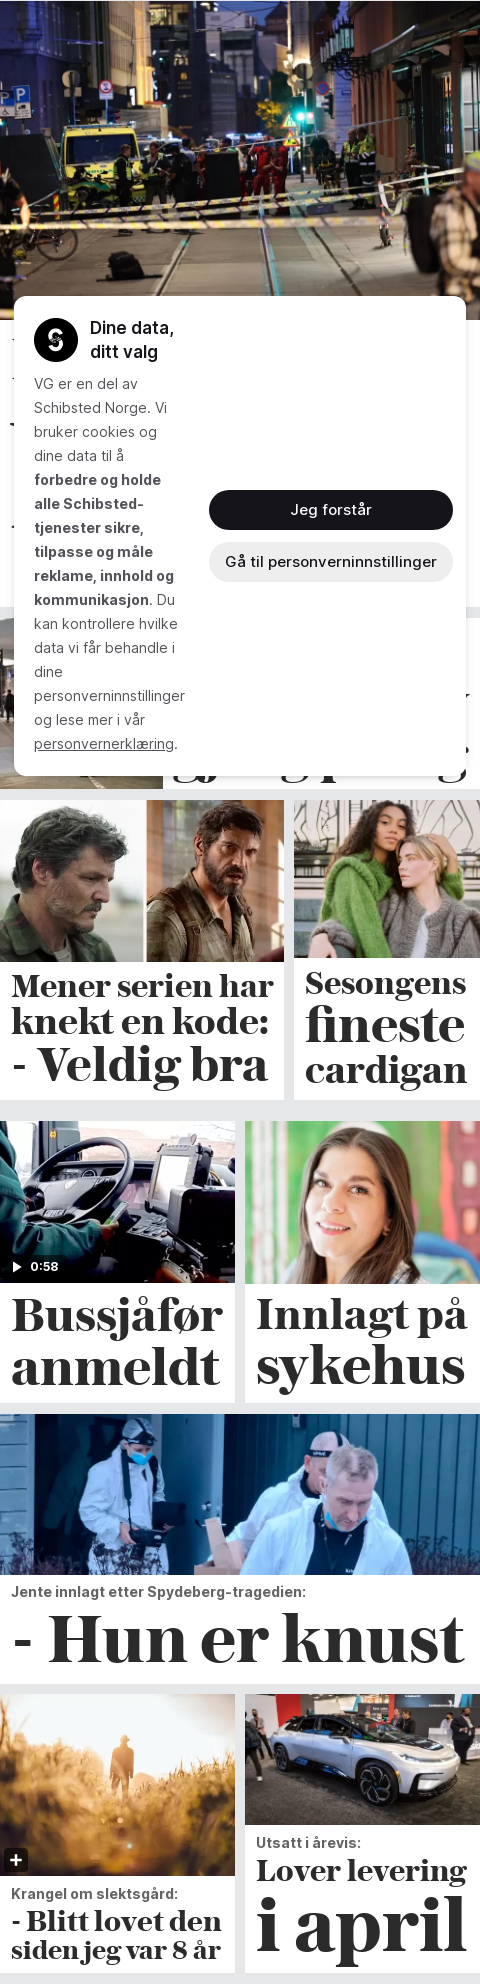 Dine data,
ditt valg
VG er en del av
Schibsted Norge. Vi
bruker cookies og
dine data til å
forbedre og holde
alle Schibsted-
tjenester sikre,
tilpasse og måle
reklame, innhold og
kommunikasjon. Du
kan kontrollere hvilke
data vi får behandle i
dine
personverninnstillinger
og lese mer i vår
personvernerklæring.
Jeg forstår
Gå til personverninnstillinger
Mener serien har
knekt en kode:
- Veldig bra
Sesongens
fineste
cardigan
0:58
Bussjåfør
anmeldt
Innlagt på
sykehus
Jente innlagt etter Spydeberg-tragedien:
- Hun er knust
Krangel om slektsgård:
- Blitt lovet den
siden jeg var 8 år
Utsatt i årevis:
Lover levering
i april